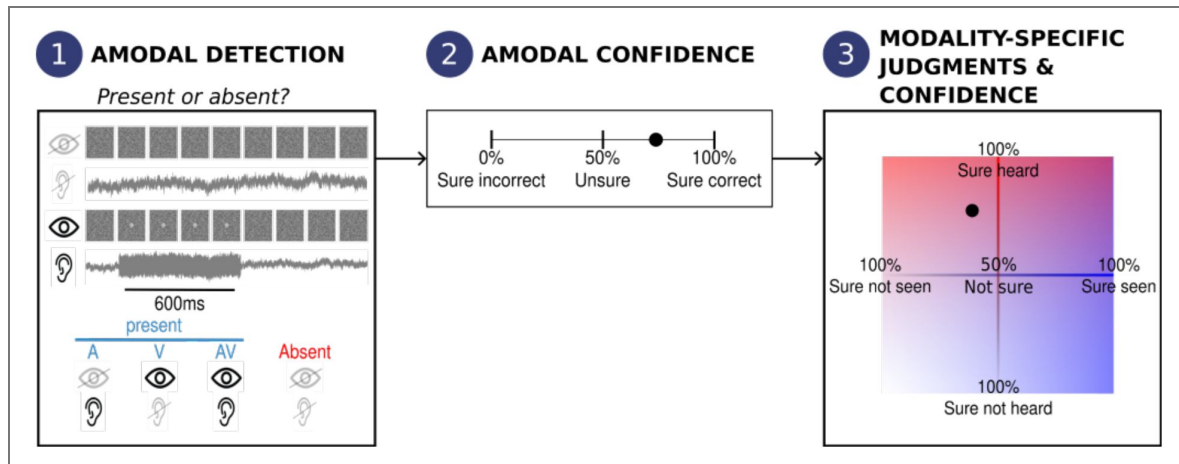 1 AMODAL DETECTION
Present or absent?
600ms
present
A V AV Absent
2 AMODAL CONFIDENCE
0% 50% 100%
Sure incorrect Unsure Sure correct
3 MODALITY-SPECIFIC
JUDGMENTS &
CONFIDENCE
100%
Sure heard
100% 50% 100%
Sure not seen Not sure Sure seen
100%
Sure not heard